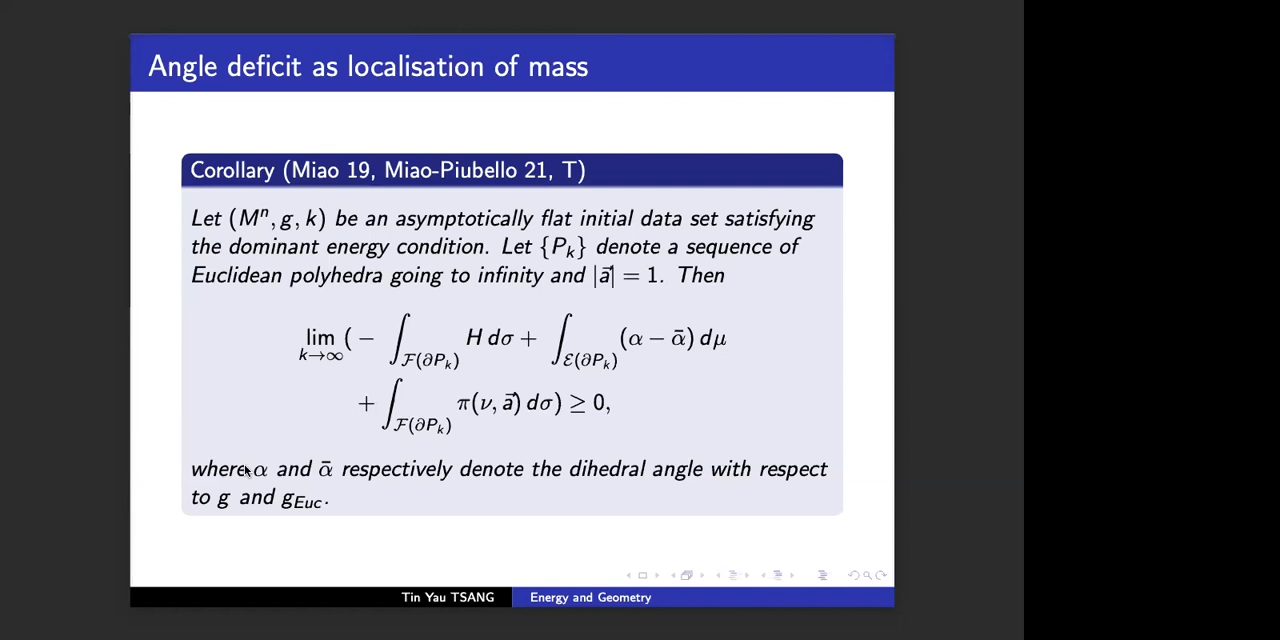 Angle deficit as localisation of mass
Corollary (Miao 19, Miao-Piubello 21, T)
Let (Mⁿ, g, k) be an asymptotically flat initial data set satisfying
the dominant energy condition. Let {P_k} denote a sequence of
Euclidean polyhedra going to infinity and |a⃗| = 1. Then
lim_{k→∞} ( − ∫_{F(∂P_k)} H dσ + ∫_{E(∂P_k)} (α − ᾱ) dμ
+ ∫_{F(∂P_k)} π(ν, a⃗) dσ) ≥ 0,
where α and ᾱ respectively denote the dihedral angle with respect
to g and g_{Euc}.
Tin Yau TSANG Energy and Geometry